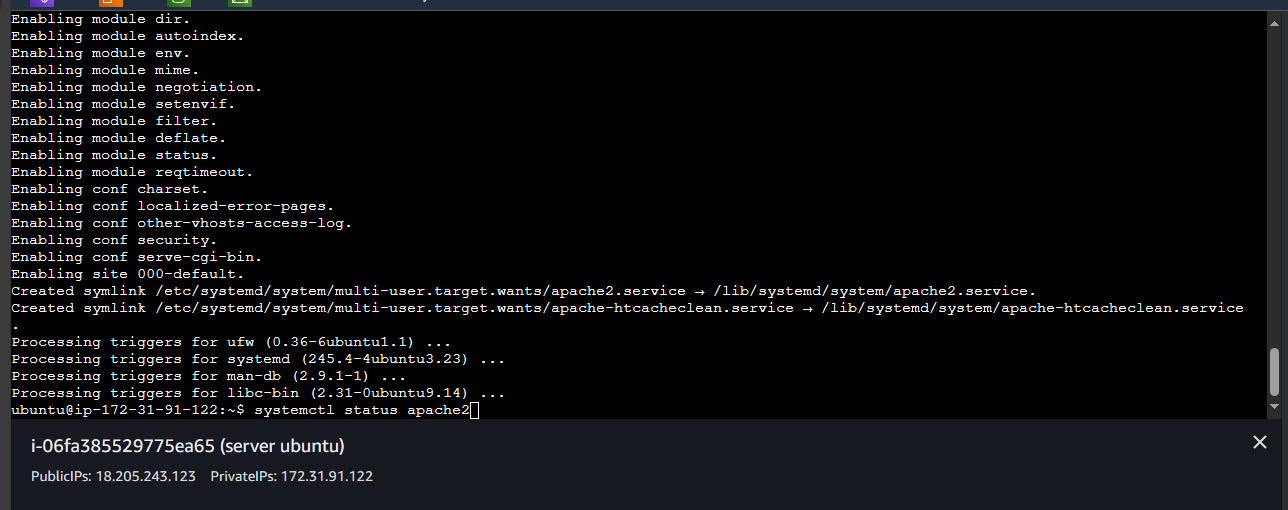 Enabling module dir.
Enabling module autoindex.
Enabling module env.
Enabling module mime.
Enabling module negotiation.
Enabling module setenvif.
Enabling module filter.
Enabling module deflate.
Enabling module status.
Enabling module reqtimeout.
Enabling conf charset.
Enabling conf localized-error-pages.
Enabling conf other-vhosts-access-log.
Enabling conf security.
Enabling conf serve-cgi-bin.
Enabling site 000-default.
Created symlink /etc/systemd/system/multi-user.target.wants/apache2.service → /lib/systemd/system/apache2.service.
Created symlink /etc/systemd/system/multi-user.target.wants/apache-htcacheclean.service → /lib/systemd/system/apache-htcacheclean.service
.
Processing triggers for ufw (0.36-6ubuntu1.1) ...
Processing triggers for systemd (245.4-4ubuntu3.23) ...
Processing triggers for man-db (2.9.1-1) ...
Processing triggers for libc-bin (2.31-0ubuntu9.14) ...
ubuntu@ip-172-31-91-122:~$ systemctl status apache2
i-06fa385529775ea65 (server ubuntu)
PublicIPs: 18.205.243.123 PrivateIPs: 172.31.91.122